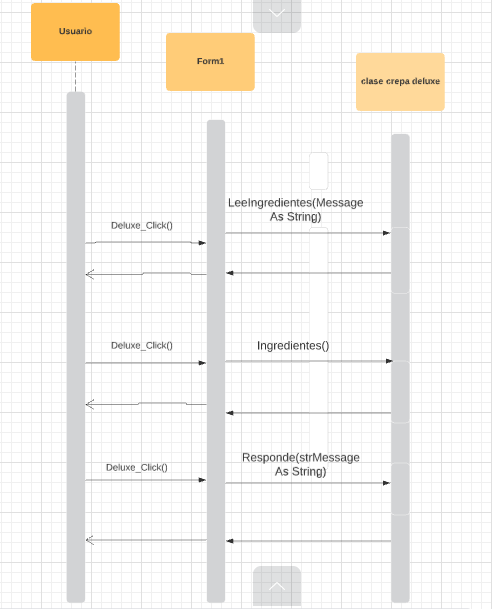 Usuario
Form1
clase crepa deluxe
LeeIngredientes(Message
As String)
Deluxe_Click()
Deluxe_Click()
Ingredientes()
Responde(strMessage
As String)
Deluxe_Click()